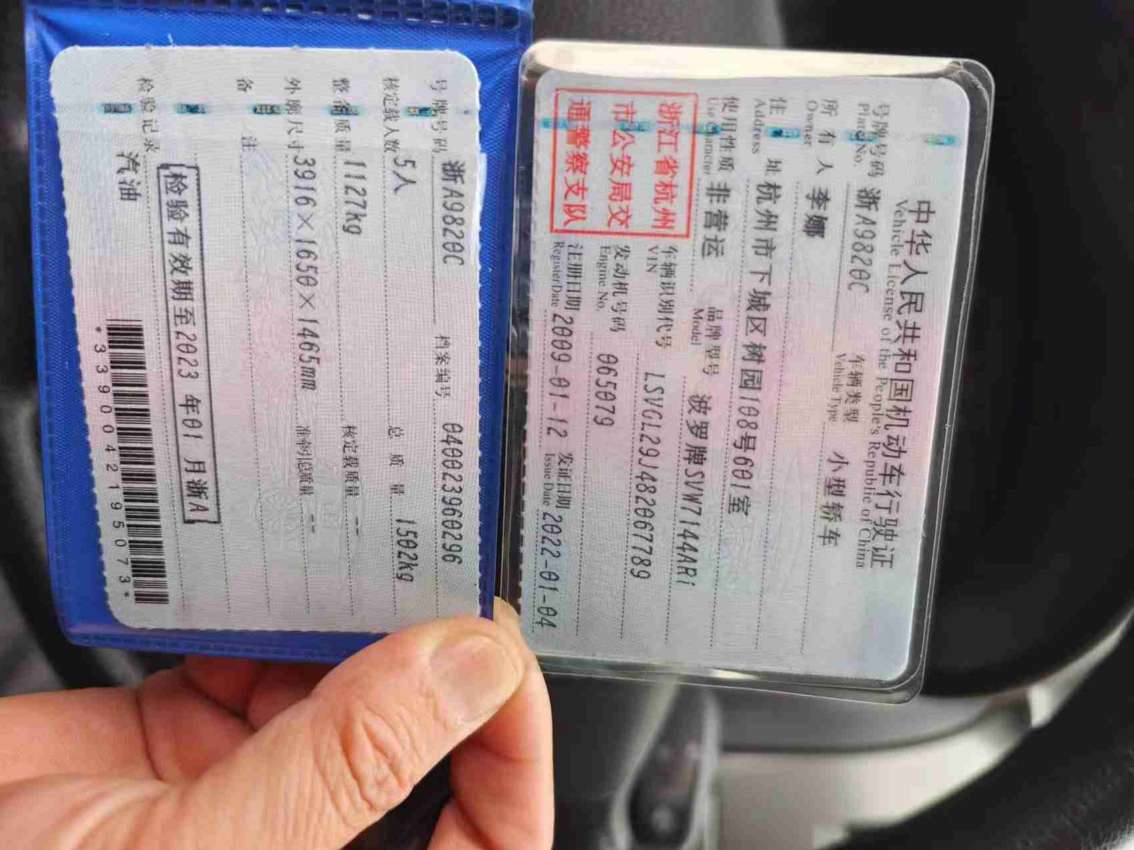 中华人民共和国机动车行驶证
Vehicle License of the People's Republic of China
号牌号码 浙A9820C 车辆类型 小型轿车
Plate No. Vehicle Type
所有人 李娜
Owner
住址 杭州市下城区树园108号601室
Address
使用性质 非营运 品牌型号 波罗牌SVW7144ARi
Use Character Model
浙江省杭州
市公安局交
通警察支队
车辆识别代号 LSVGL29J482067789
VIN
发动机号码 065079
Engine No.
注册日期 2009-01-12 发证日期 2022-01-04
Register Date Issue Date
号牌号码 浙A9820C 档案编号 040023960296
核定载人数 5人 总质量 1502kg
整备质量 1127kg 核定载质量 --
外廓尺寸 3916×1650×1465mm 准牵引总质量 --
备注
检验有效期至2023年01月浙A
检验记录
汽油
*3390042195073*